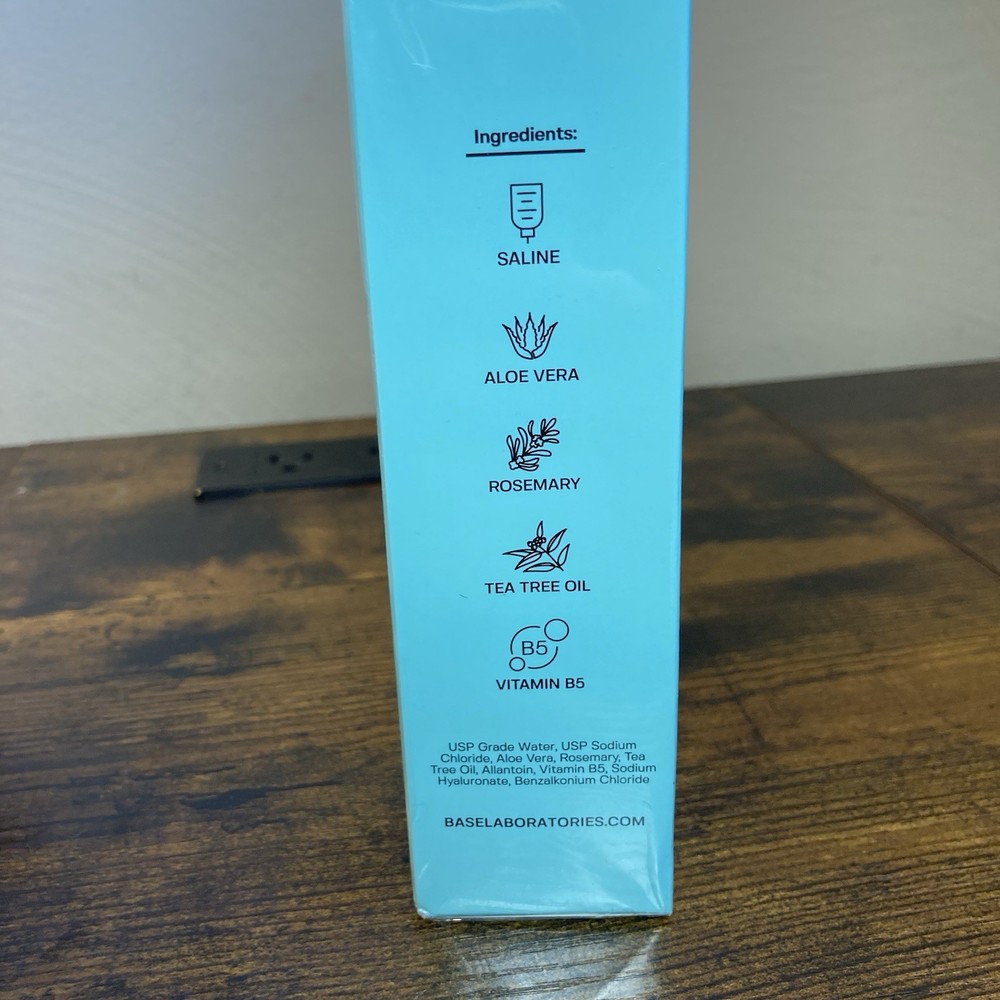 Ingredients:
SALINE
ALOE VERA
ROSEMARY
TEA TREE OIL
B5
VITAMIN B5
USP Grade Water, USP Sodium
Chloride, Aloe Vera, Rosemary, Tea
Tree Oil, Allantoin, Vitamin B5, Sodium
Hyaluronate, Benzalkonium Chloride
BASELABORATORIES.COM